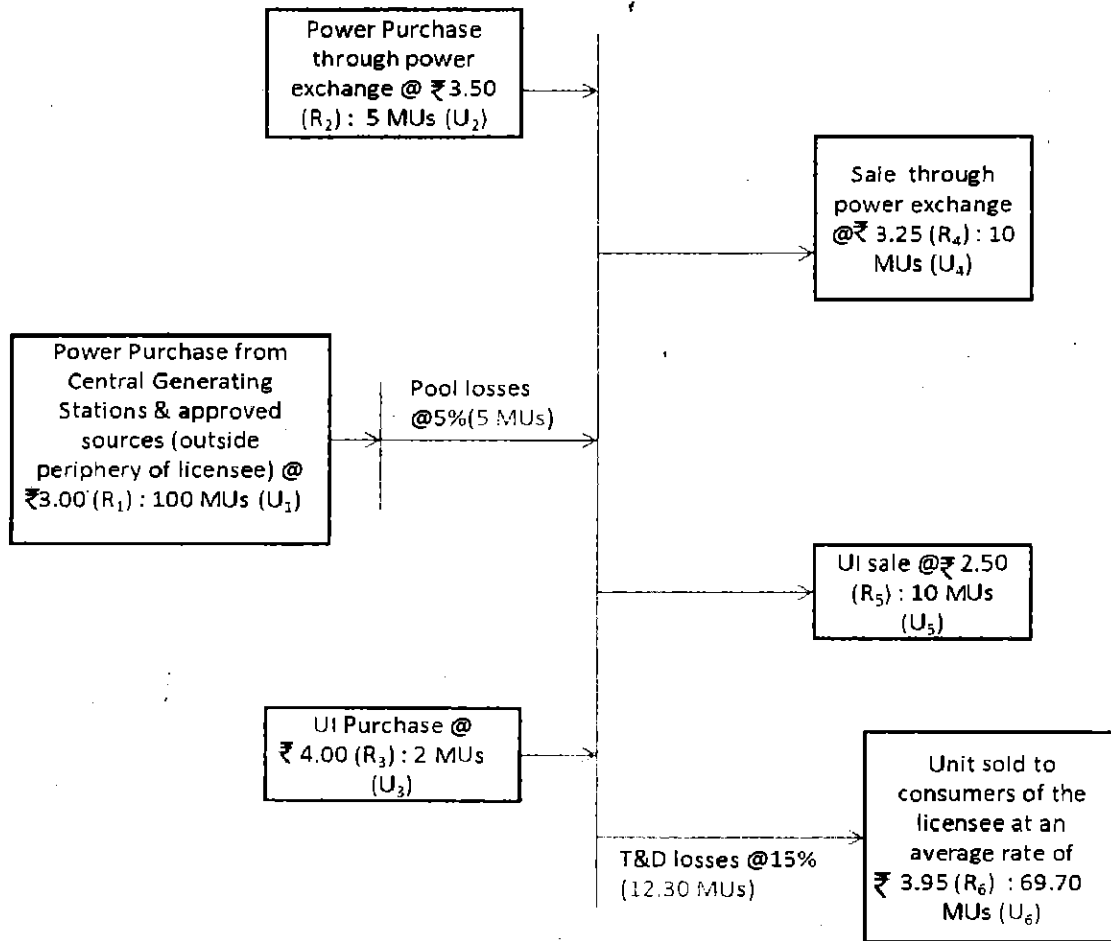 Power Purchase
through power
exchange @ ₹3.50
(R₂) : 5 MUs (U₂)
Sale through
power exchange
@₹ 3.25 (R₄) : 10
MUs (U₄)
Power Purchase from
Central Generating
Stations & approved
sources (outside
periphery of licensee) @
₹3.00 (R₁) : 100 MUs (U₁)
Pool losses
@5%(5 MUs)
UI sale @₹ 2.50
(R₅) : 10 MUs
(U₅)
UI Purchase @
₹ 4.00 (R₃) : 2 MUs
(U₃)
T&D losses @15%
(12.30 MUs)
Unit sold to
consumers of the
licensee at an
average rate of
₹ 3.95 (R₆) : 69.70
MUs (U₆)